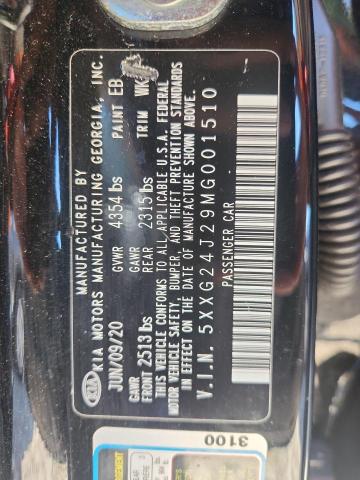 MANUFACTURED BY
KIA KIA MOTORS MANUFACTURING GEORGIA, INC.
JUN/09/20 GVWR 4354 lbs PAINT EB
GAWR FRONT 2513 lbs GAWR REAR 2315 lbs TRIM WK
THIS VEHICLE CONFORMS TO ALL APPLICABLE U.S.A. FEDERAL
MOTOR VEHICLE SAFETY, BUMPER, AND THEFT PREVENTION STANDARDS
IN EFFECT ON THE DATE OF MANUFACTURE SHOWN ABOVE.
V.I.N. 5XXG24J29MG001510
PASSENGER CAR
3100